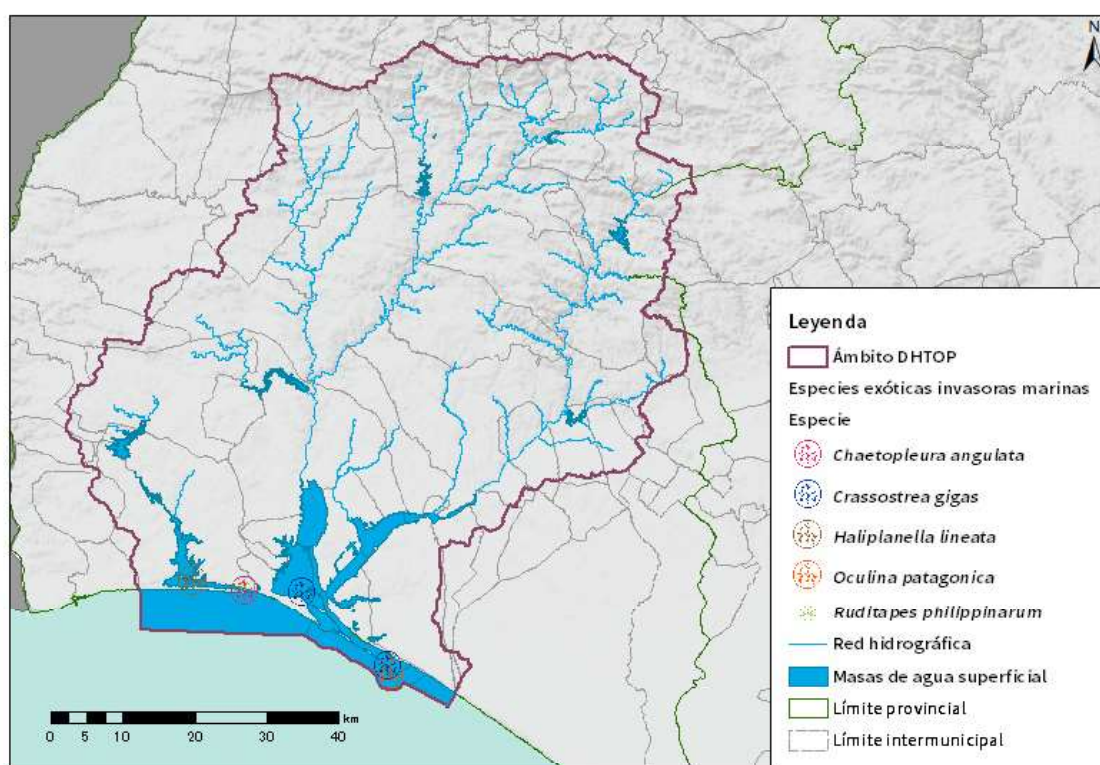 N
Leyenda
Ámbito DHTOP
Especies exóticas invasoras marinas
Especie
Chaetopleura angulata
Crassostrea gigas
Haliplanella lineata
Oculina patagonica
Ruditapes philippinarum
Red hidrográfica
Masas de agua superficial
Límite provincial
Límite intermunicipal
km
0 5 10 20 30 40